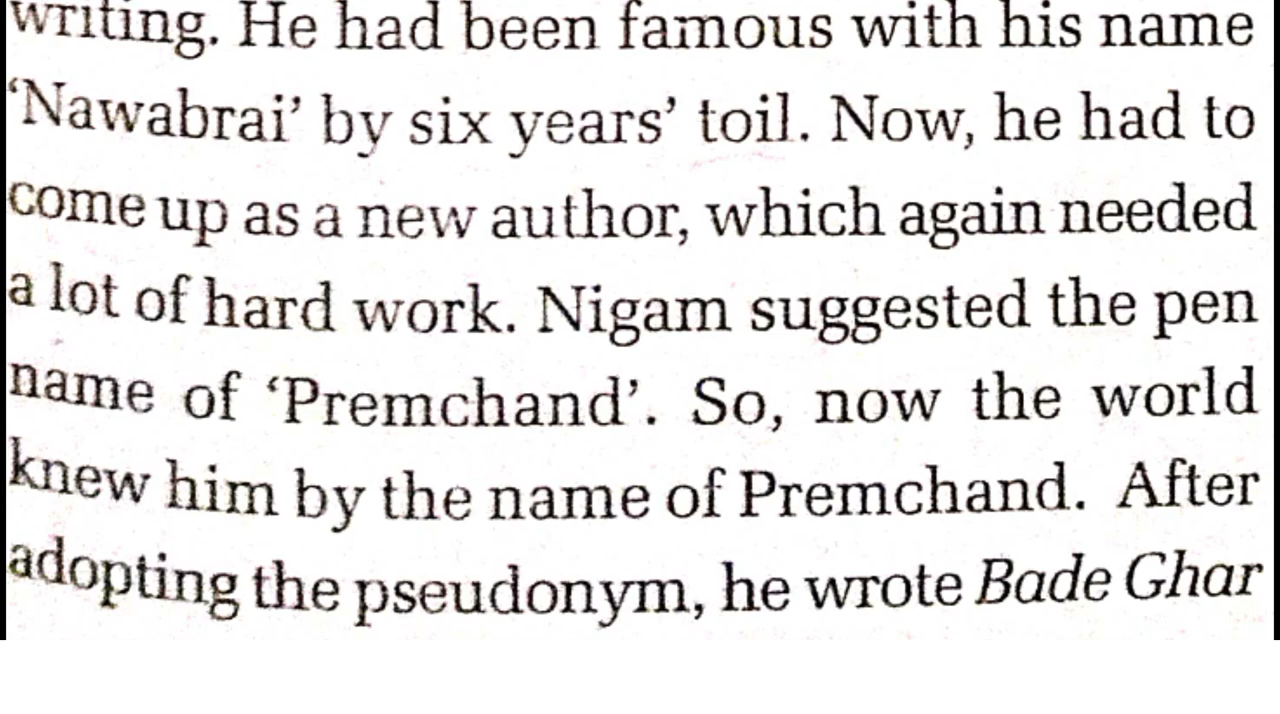 writing. He had been famous with his name
‘Nawabrai’ by six years’ toil. Now, he had to
come up as a new author, which again needed
a lot of hard work. Nigam suggested the pen
name of ‘Premchand’. So, now the world
knew him by the name of Premchand. After
adopting the pseudonym, he wrote Bade Ghar